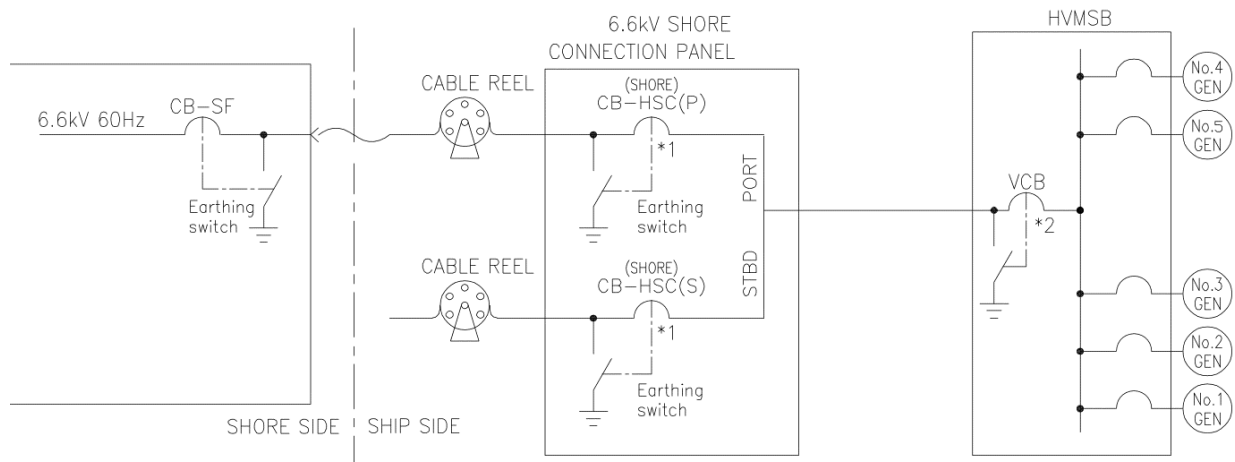 6.6kV SHORE
CONNECTION PANEL
HVMSB
CABLE REEL
(SHORE)
CB-HSC(P)
*1
No.4
GEN
CB-SF
6.6kV 60Hz
No.5
GEN
PORT
VCB
*2
Earthing
switch
Earthing
switch
STBD
CABLE REEL
(SHORE)
CB-HSC(S)
*1
No.3
GEN
No.2
GEN
Earthing
switch
No.1
GEN
SHORE SIDE
SHIP SIDE